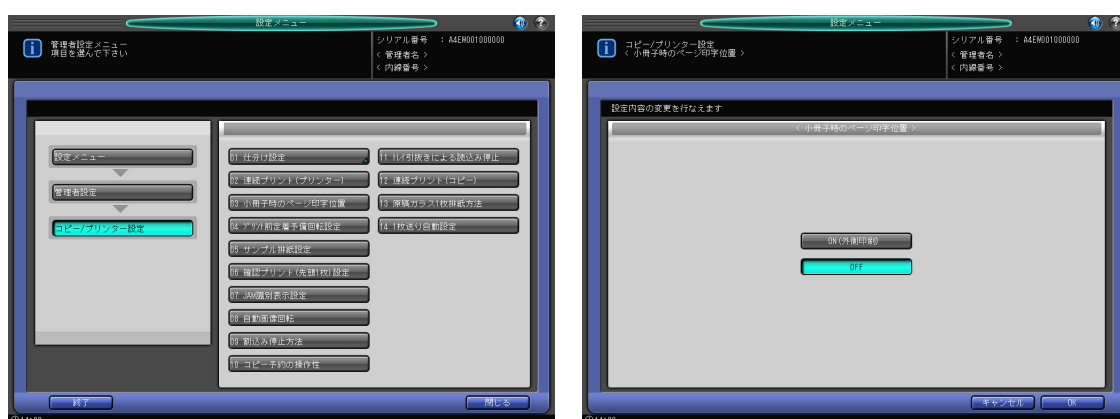 設定メニュー
管理者設定メニュー
項目を選んで下さい
シリアル番号 : A4EW001000000
< 管理者名 >
< 内線番号 >
設定メニュー
管理者設定
コピー/プリンター設定
01 仕分け設定
02 連続プリント(プリンター)
03 小冊子時のページ印字位置
04 プリント前定着予備回転設定
05 サンプル排紙設定
06 確認プリント(先頭1枚)設定
07 JAM識別表示設定
08 自動画像回転
09 割込み停止方法
10 コピー予約の操作性
11 トレイ引抜きによる読込み停止
12 連続プリント(コピー)
13 原稿ガラス1枚排紙方法
14 1枚送り自動設定
終了
閉じる
設定メニュー
コピー/プリンター設定
< 小冊子時のページ印字位置 >
シリアル番号 : A4EW001000000
< 管理者名 >
< 内線番号 >
設定内容の変更を行なえます
< 小冊子時のページ印字位置 >
ON(外側印刷)
OFF
キャンセル
OK